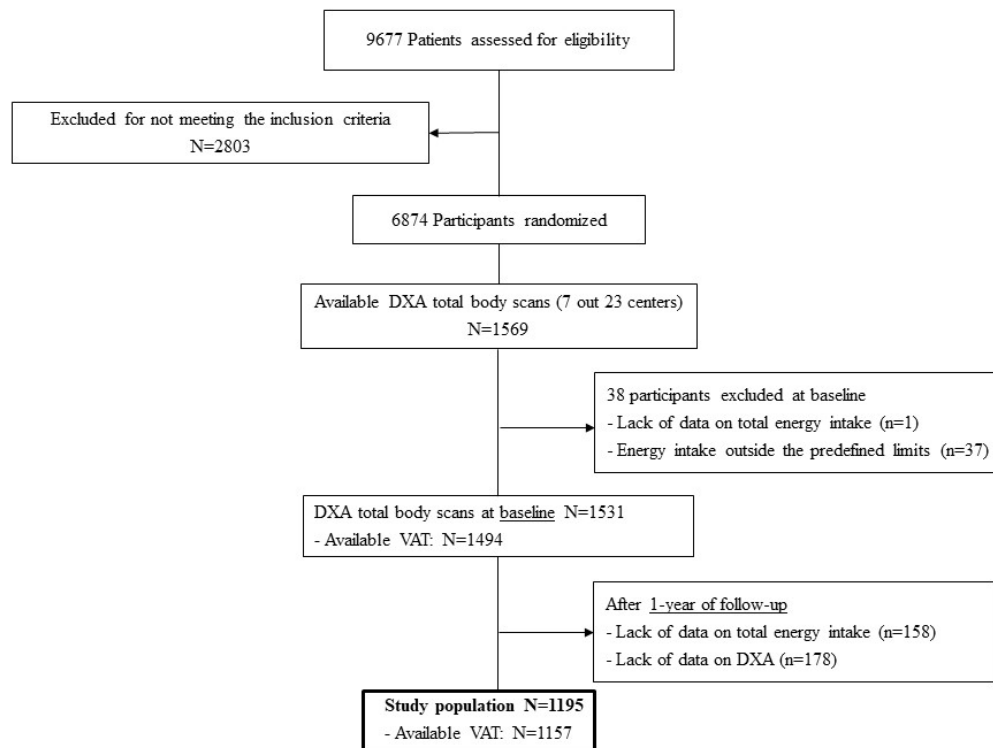 9677 Patients assessed for eligibility
Excluded for not meeting the inclusion criteria
N=2803
6874 Participants randomized
Available DXA total body scans (7 out 23 centers)
N=1569
38 participants excluded at baseline
- Lack of data on total energy intake (n=1)
- Energy intake outside the predefined limits (n=37)
DXA total body scans at baseline N=1531
- Available VAT: N=1494
After 1-year of follow-up
- Lack of data on total energy intake (n=158)
- Lack of data on DXA (n=178)
Study population N=1195
- Available VAT: N=1157